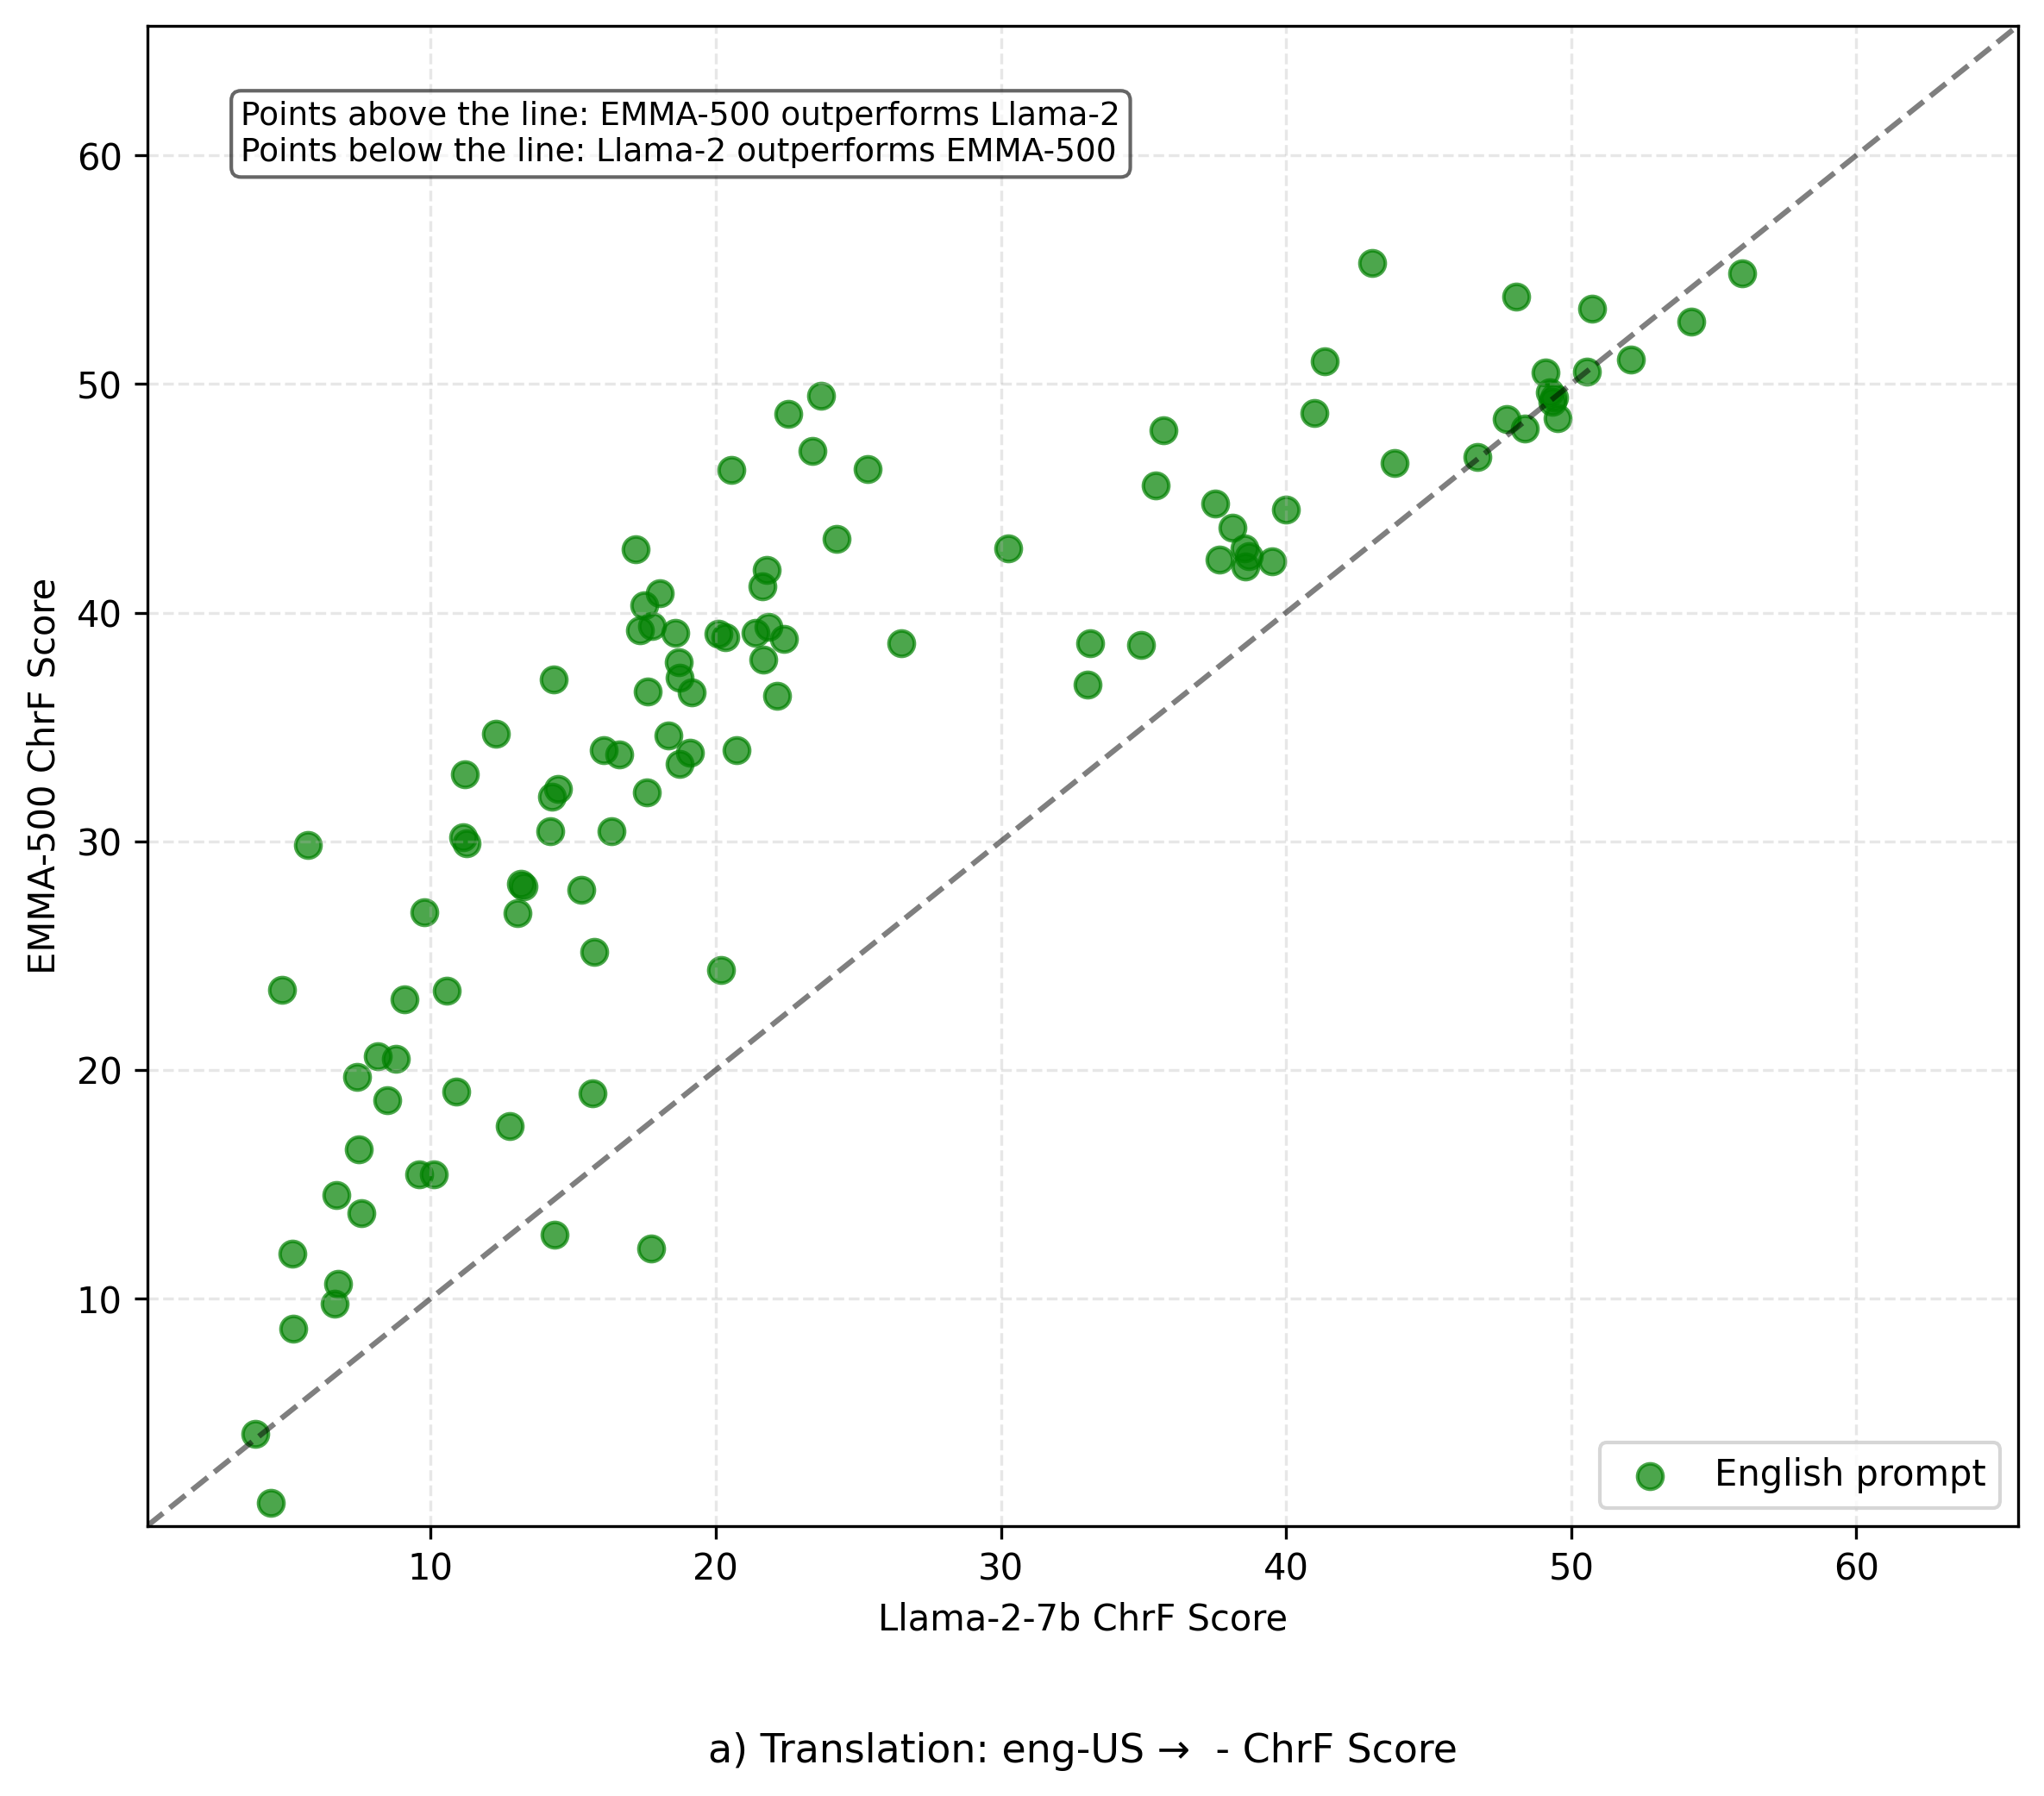 Points above the line: EMMA-500 outperforms Llama-2
Points below the line: Llama-2 outperforms EMMA-500
EMMA-500 ChrF Score
60
50
40
30
20
10
English prompt
10 20 30 40 50 60
Llama-2-7b ChrF Score
a) Translation: eng-US →  - ChrF Score